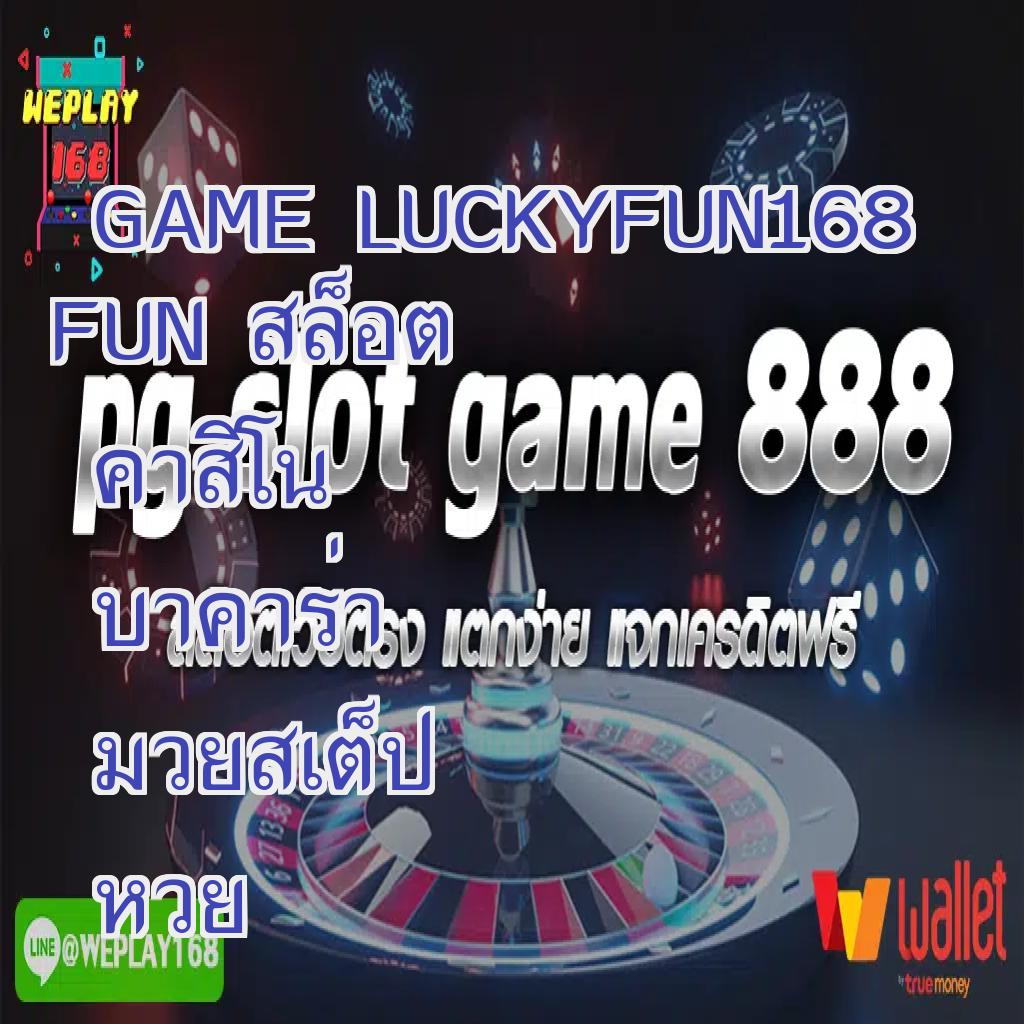 WEPLAY
168
GAME LUCKYFUN168
FUN สล็อต
pg slot game 888
คาสิโน
บาคาร่า
แตกง่าย แจกเครดิตฟรี
มวยสเต็ป
หวย
LINE @WEPLAY168
wallet
by truemoney